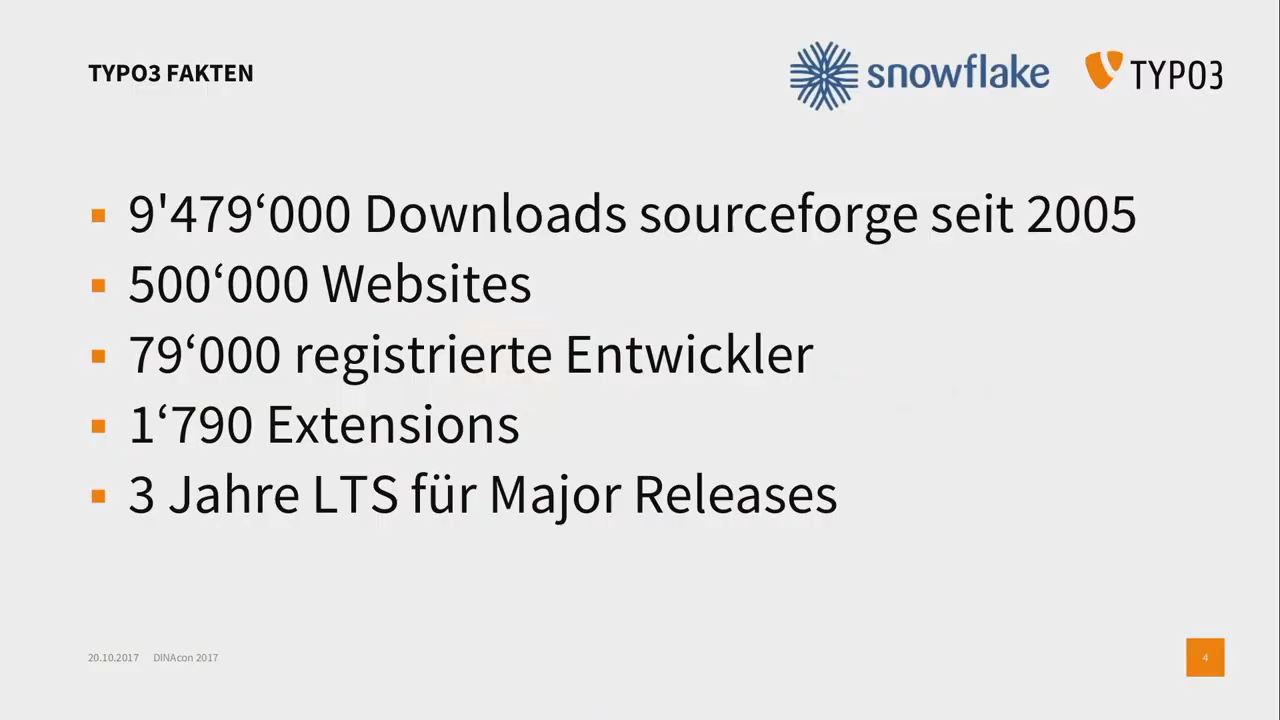 TYPO3 FAKTEN
snowflake
TYPO3
9'479‘000 Downloads sourceforge seit 2005
500‘000 Websites
79‘000 registrierte Entwickler
1‘790 Extensions
3 Jahre LTS für Major Releases
20.10.2017 DINAcon 2017
4